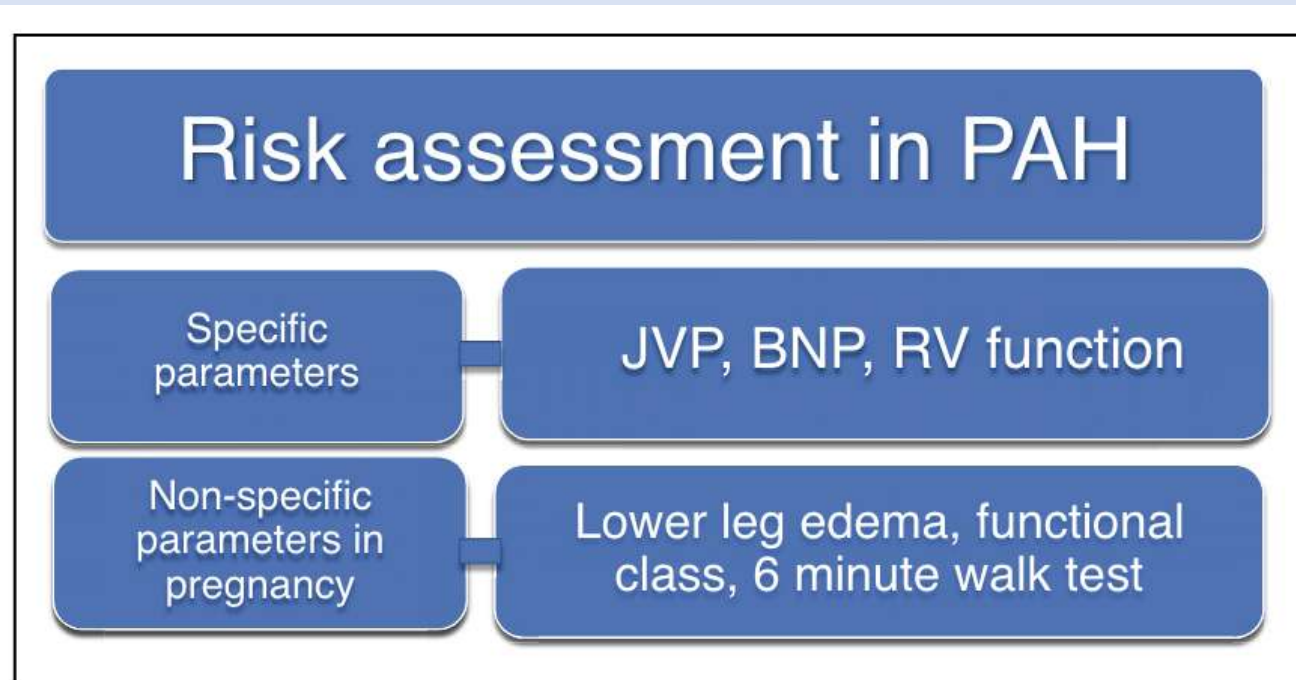 Risk assessment in PAH
Specific
parameters
JVP, BNP, RV function
Non-specific
parameters in
pregnancy
Lower leg edema, functional
class, 6 minute walk test